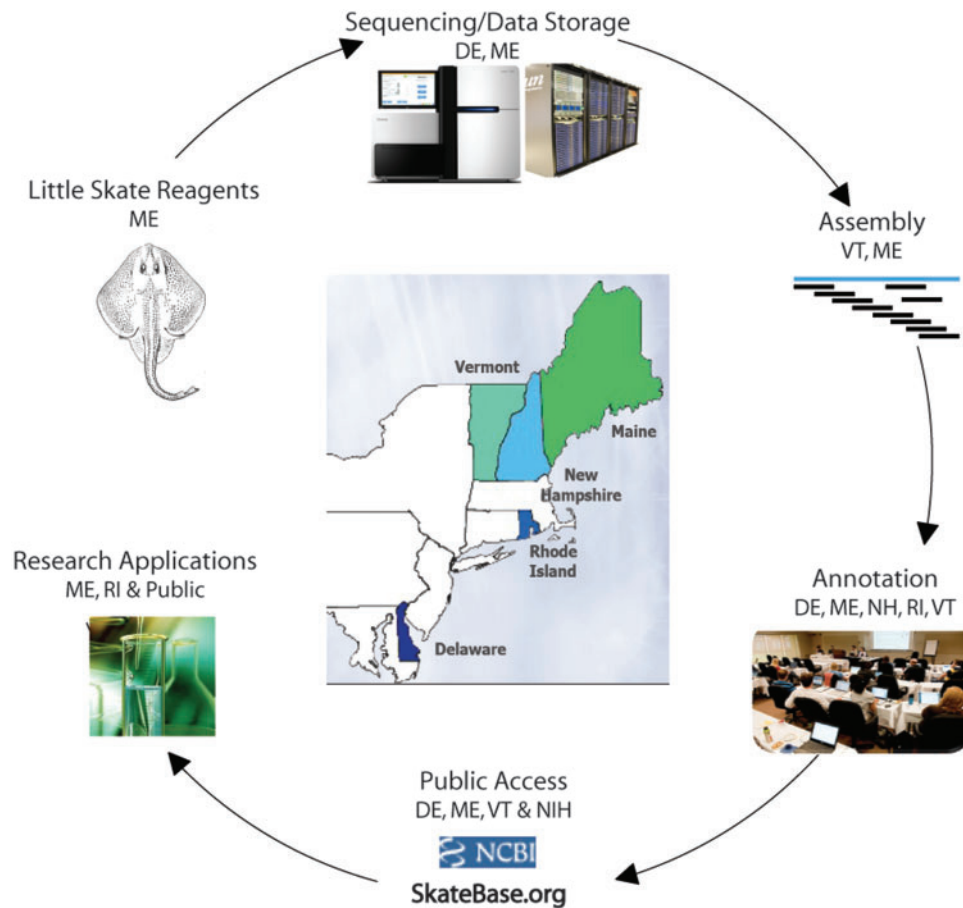 Sequencing/Data Storage
DE, ME
Little Skate Reagents
ME
Assembly
VT, ME
Vermont
Maine
New
Hampshire
Rhode
Island
Delaware
Research Applications
ME, RI & Public
Annotation
DE, ME, NH, RI, VT
Public Access
DE, ME, VT & NIH
NCBI
SkateBase.org